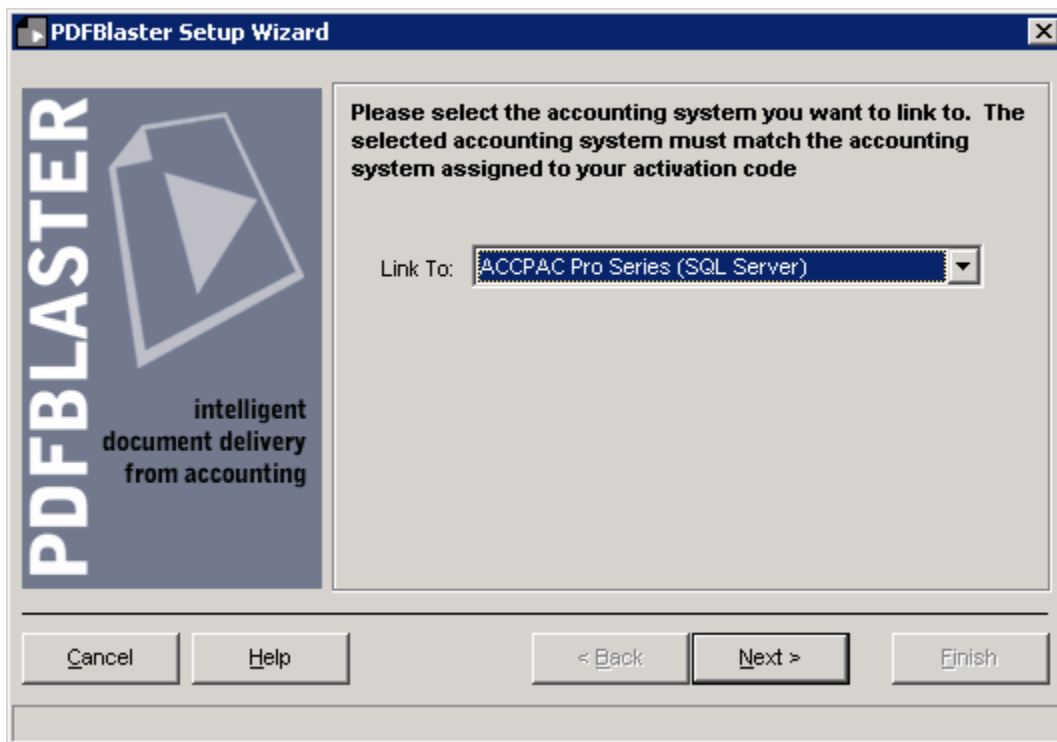 PDFBlaster Setup Wizard
PDFBLASTER
intelligent
document delivery
from accounting
Please select the accounting system you want to link to. The
selected accounting system must match the accounting
system assigned to your activation code
Link To: ACCPAC Pro Series (SQL Server)
Cancel Help < Back Next > Finish